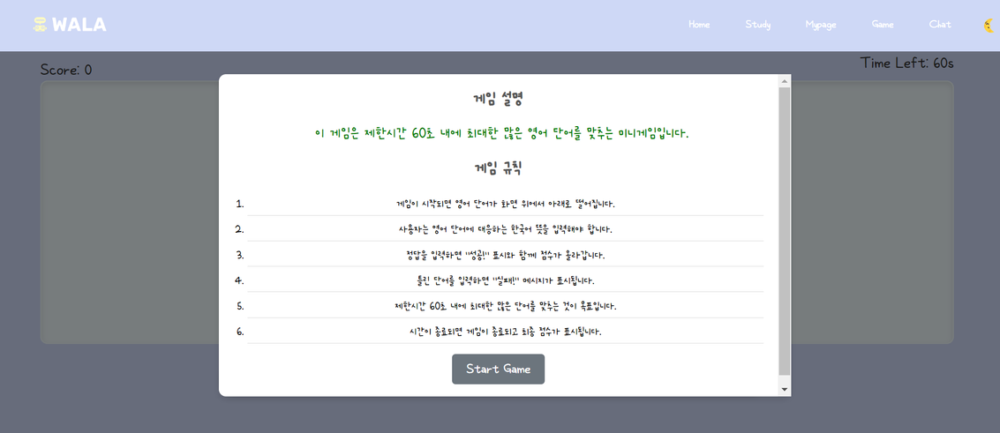 WALA
Home Study Mypage Game Chat
Score: 0
Time Left: 60s
게임 설명
이 게임은 제한시간 60초 내에 최대한 많은 영어 단어를 맞추는 미니게임입니다.
게임 규칙
1. 게임이 시작되면 영어 단어가 화면 위에서 아래로 떨어집니다.
2. 사용자는 영어 단어에 대응하는 한국어 뜻을 입력해야 합니다.
3. 정답을 입력하면 "성공!" 표시와 함께 점수가 올라갑니다.
4. 틀린 단어를 입력하면 "실패!" 메시지가 표시됩니다.
5. 제한시간 60초 내에 최대한 많은 단어를 맞추는 것이 목표입니다.
6. 시간이 종료되면 게임이 종료되고 최종 점수가 표시됩니다.
Start Game